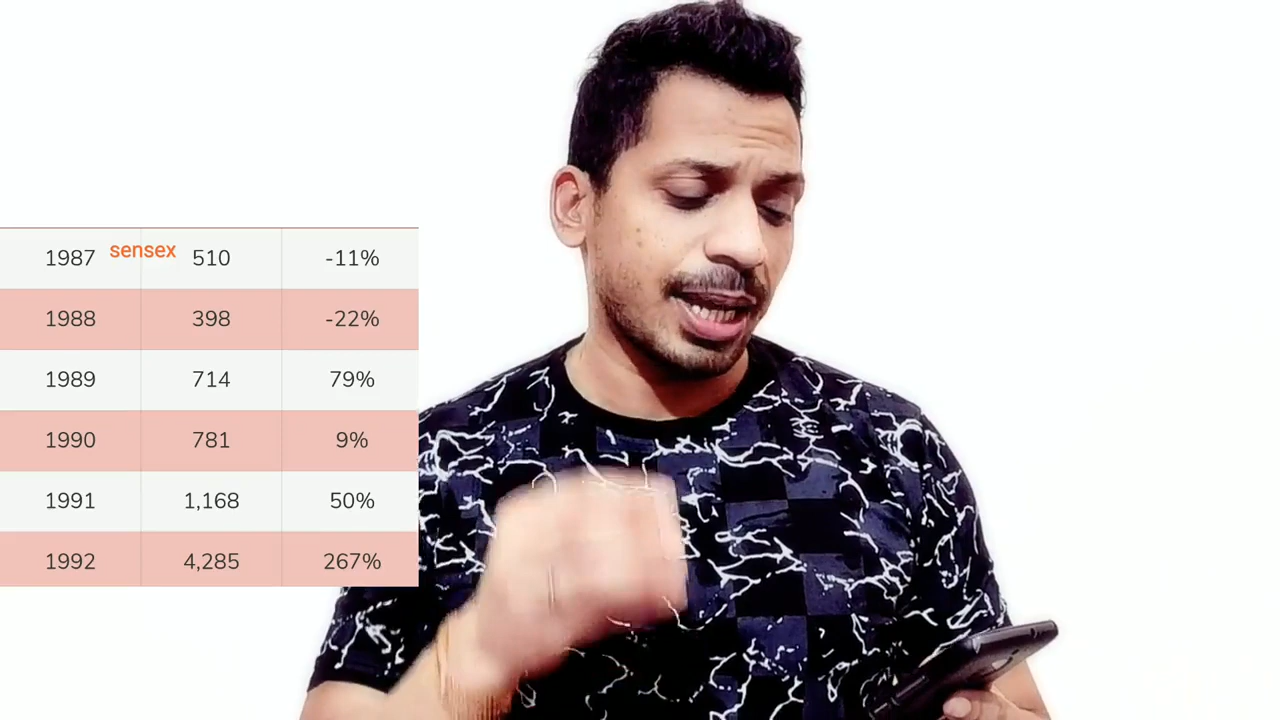 sensex
1987 510 -11%
1988 398 -22%
1989 714 79%
1990 781 9%
1991 1,168 50%
1992 4,285 267%